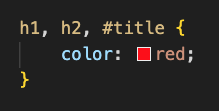 h1, h2, #title {
    color: red;
}